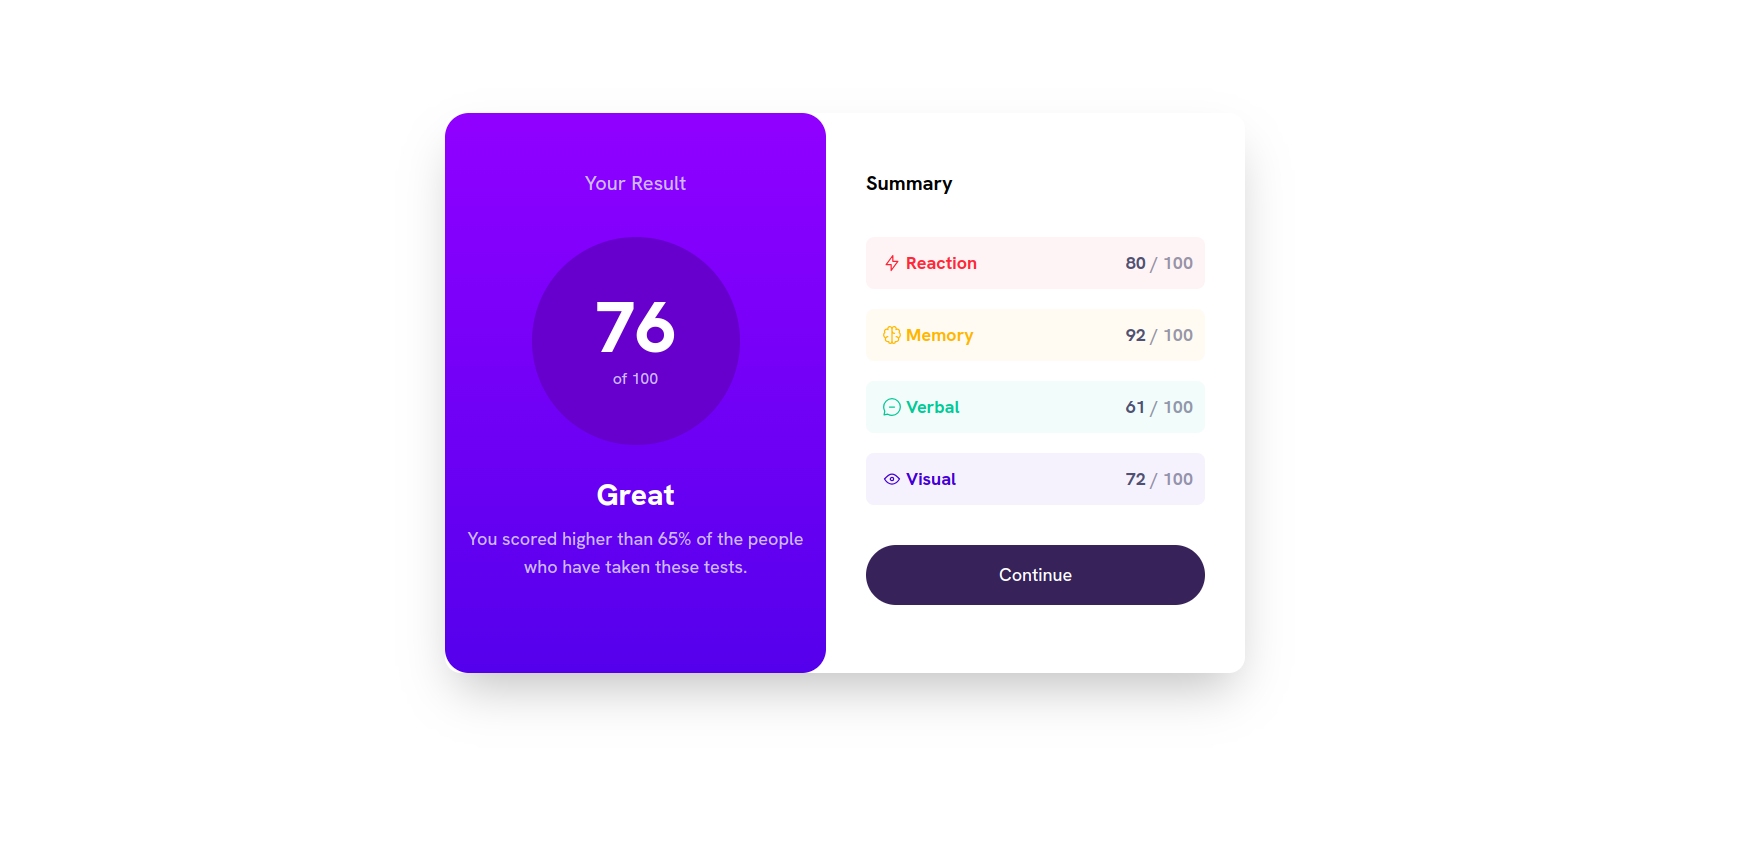 Your Result
76
of 100
Great
You scored higher than 65% of the people
who have taken these tests.
Summary
Reaction 80 / 100
Memory 92 / 100
Verbal 61 / 100
Visual 72 / 100
Continue